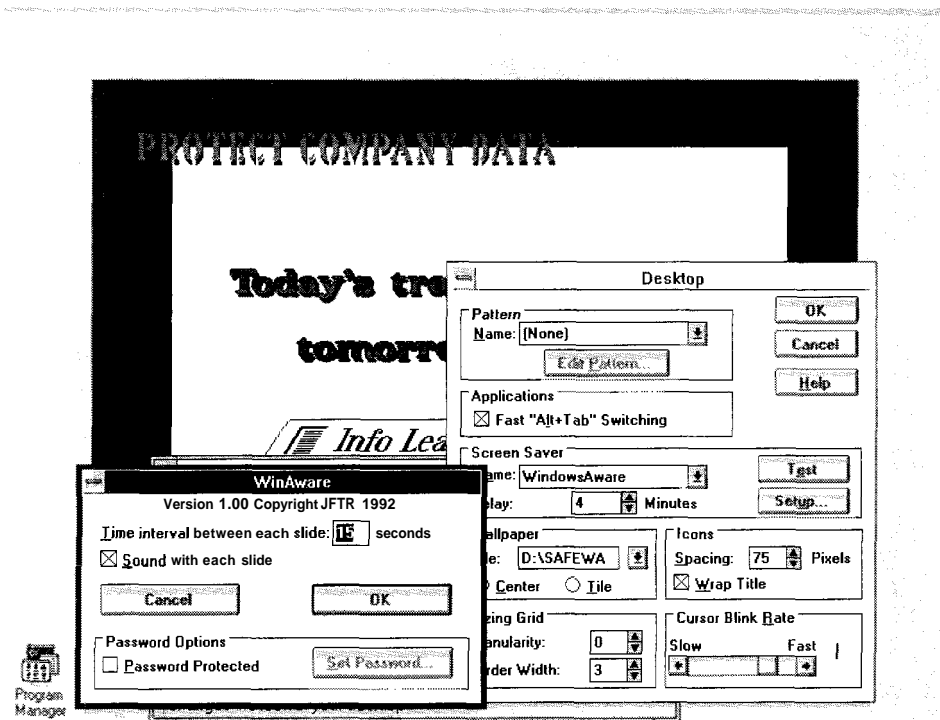 PROTECT COMPANY DATA
Today's tre
tomorre
Info Lea
Desktop
Pattern
Name: (None)
Edit Pattern...
OK
Cancel
Help
Applications
Fast "Alt+Tab" Switching
Screen Saver
ame: WindowsAware
lay: 4 Minutes
Test
Setup...
allpaper
le: D:\SAFEWA
Center Tile
Icons
Spacing: 75 Pixels
Wrap Title
zing Grid
anularity: 0
rder Width: 3
Cursor Blink Rate
Slow Fast
WinAware
Version 1.00 Copyright JFTR 1992
Time interval between each slide: 15 seconds
Sound with each slide
Cancel OK
Password Options
Password Protected
Set Password...
Program
Manager